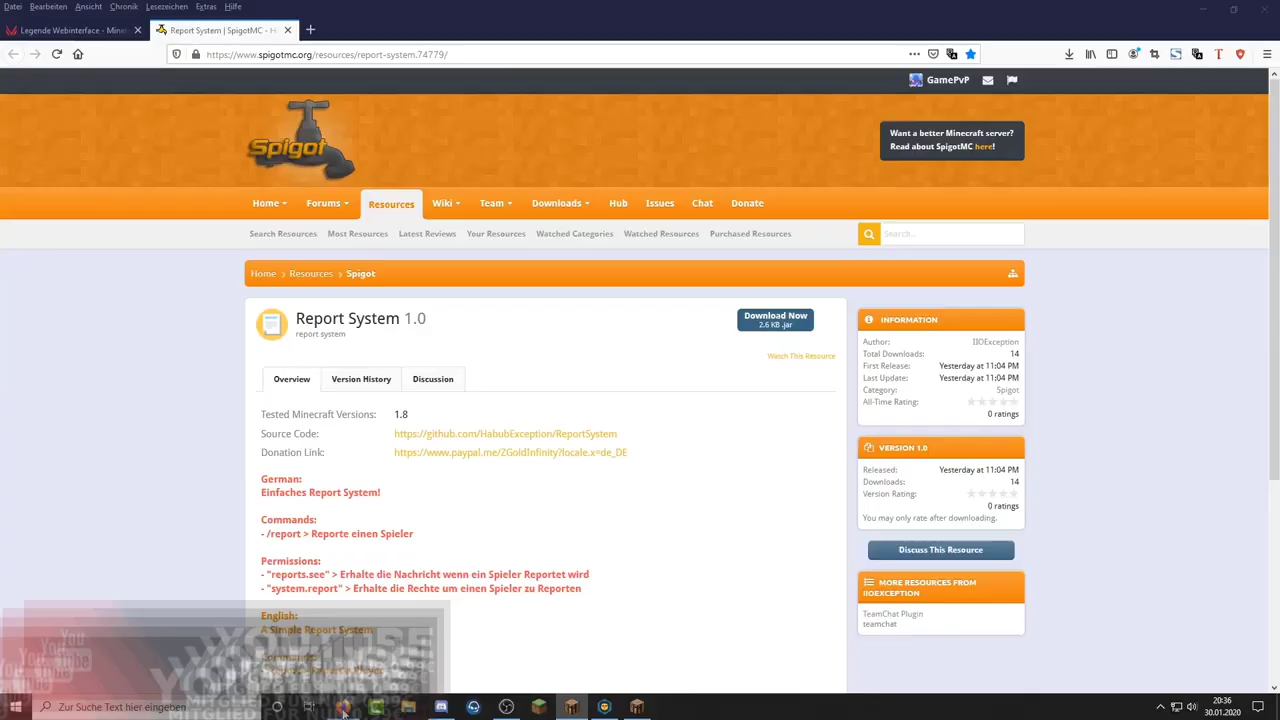 Datei Bearbeiten Ansicht Chronik Lesezeichen Extras Hilfe
Legende Webinterface - Mine
Report System | SpigotMC - H
https://www.spigotmc.org/resources/report-system.74779/
GamePvP
Spigot
Want a better Minecraft server?
Read about SpigotMC here!
Home Forums Resources Wiki Team Downloads Hub Issues Chat Donate
Search Resources Most Resources Latest Reviews Your Resources Watched Categories Watched Resources Purchased Resources
Search...
Home Resources Spigot
Report System 1.0
report system
Download Now
2.6 KB .jar
Watch This Resource
Overview Version History Discussion
Tested Minecraft Versions: 1.8
Source Code: https://github.com/HabubException/ReportSystem
Donation Link: https://www.paypal.me/ZGoldInfinity?locale.x=de_DE
German:
Einfaches Report System!
Commands:
- /report > Reporte einen Spieler
Permissions:
- "reports.see" > Erhalte die Nachricht wenn ein Spieler Reportet wird
- "system.report" > Erhalte die Rechte um einen Spieler zu Reporten
English:
A Simple Report System
INFORMATION
Author: IIOException
Total Downloads: 14
First Release: Yesterday at 11:04 PM
Last Update: Yesterday at 11:04 PM
Category: Spigot
All-Time Rating:
0 ratings
VERSION 1.0
Released: Yesterday at 11:04 PM
Downloads: 14
Version Rating:
0 ratings
You may only rate after downloading.
Discuss This Resource
MORE RESOURCES FROM
IIOEXCEPTION
TeamChat Plugin
teamchat
You
YouTube
Zur Suche Text hier eingeben
20:36
30.01.2020